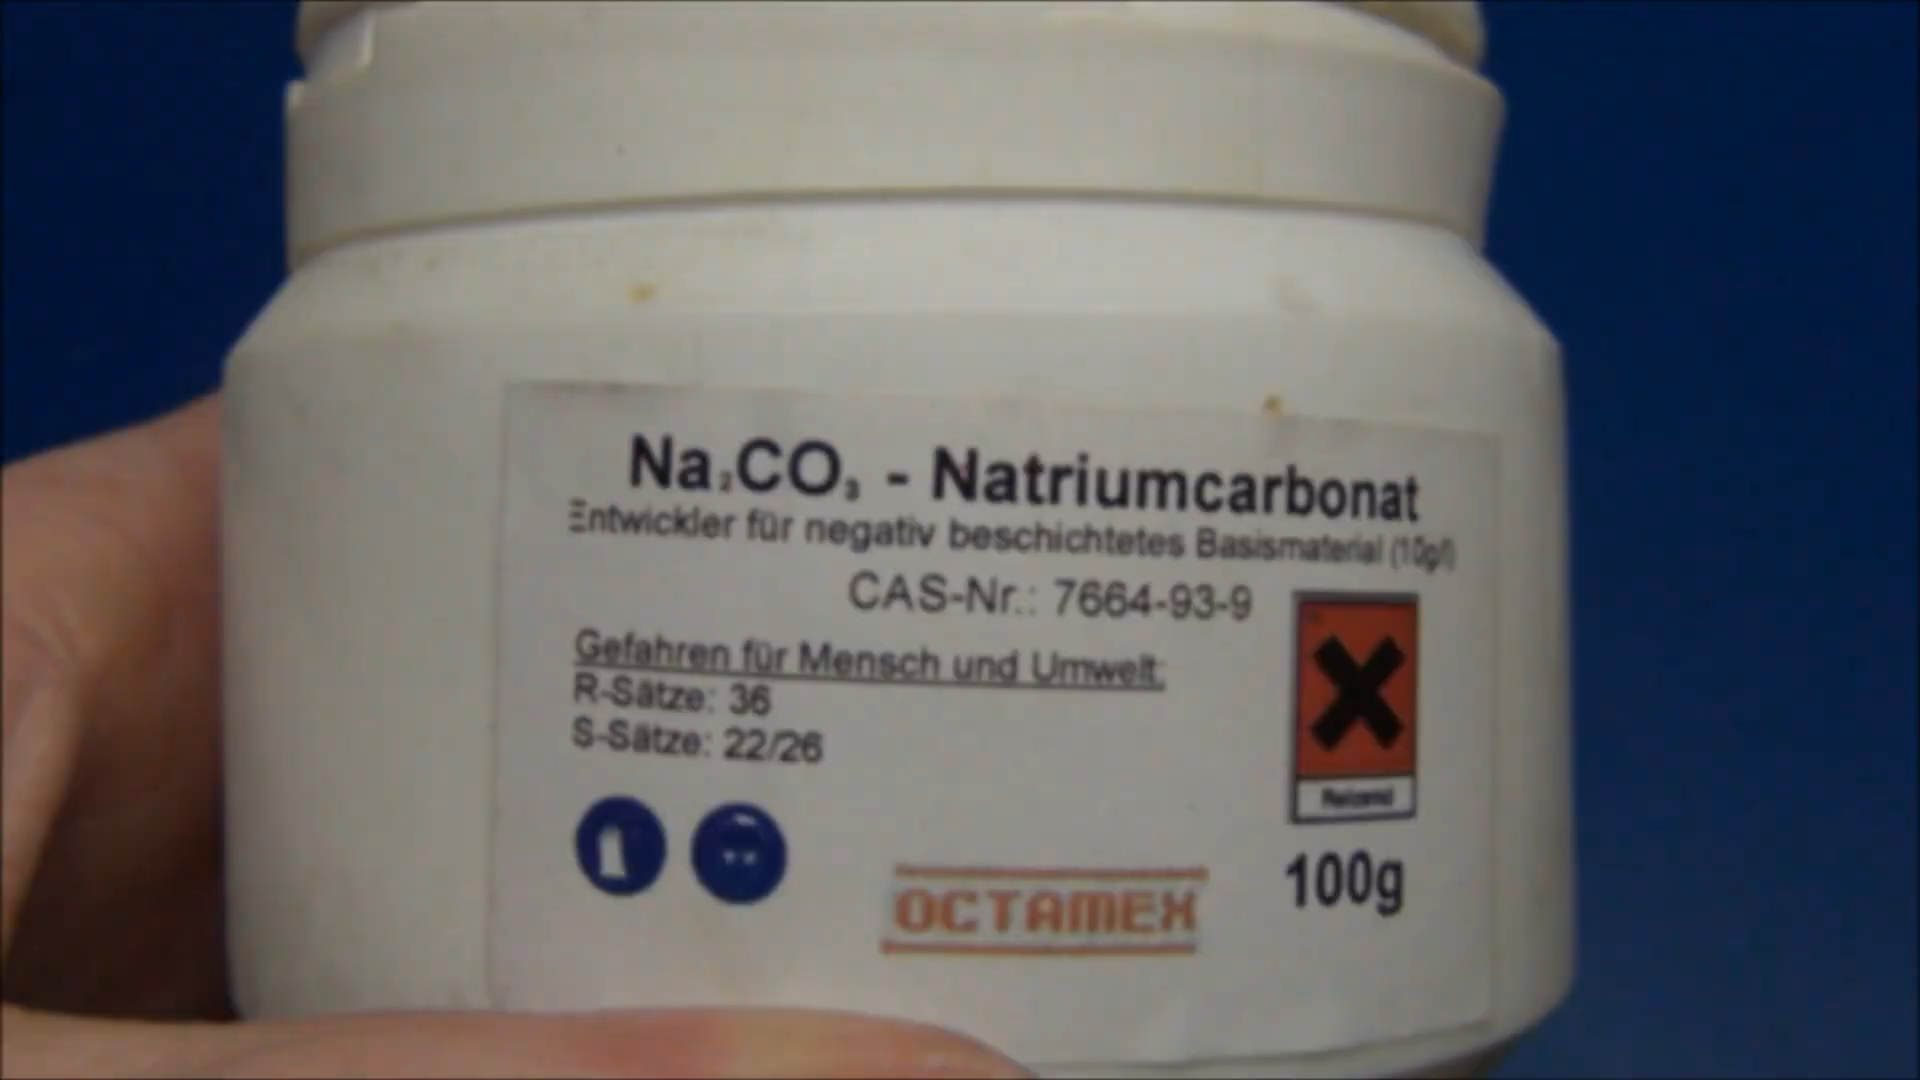 Na₂CO₃ - Natriumcarbonat
Entwickler für negativ beschichtetes Basismaterial (10g/l)
CAS-Nr.: 7664-93-9
Gefahren für Mensch und Umwelt:
R-Sätze: 36
S-Sätze: 22/26
Reizend
100g
OCTAMEX